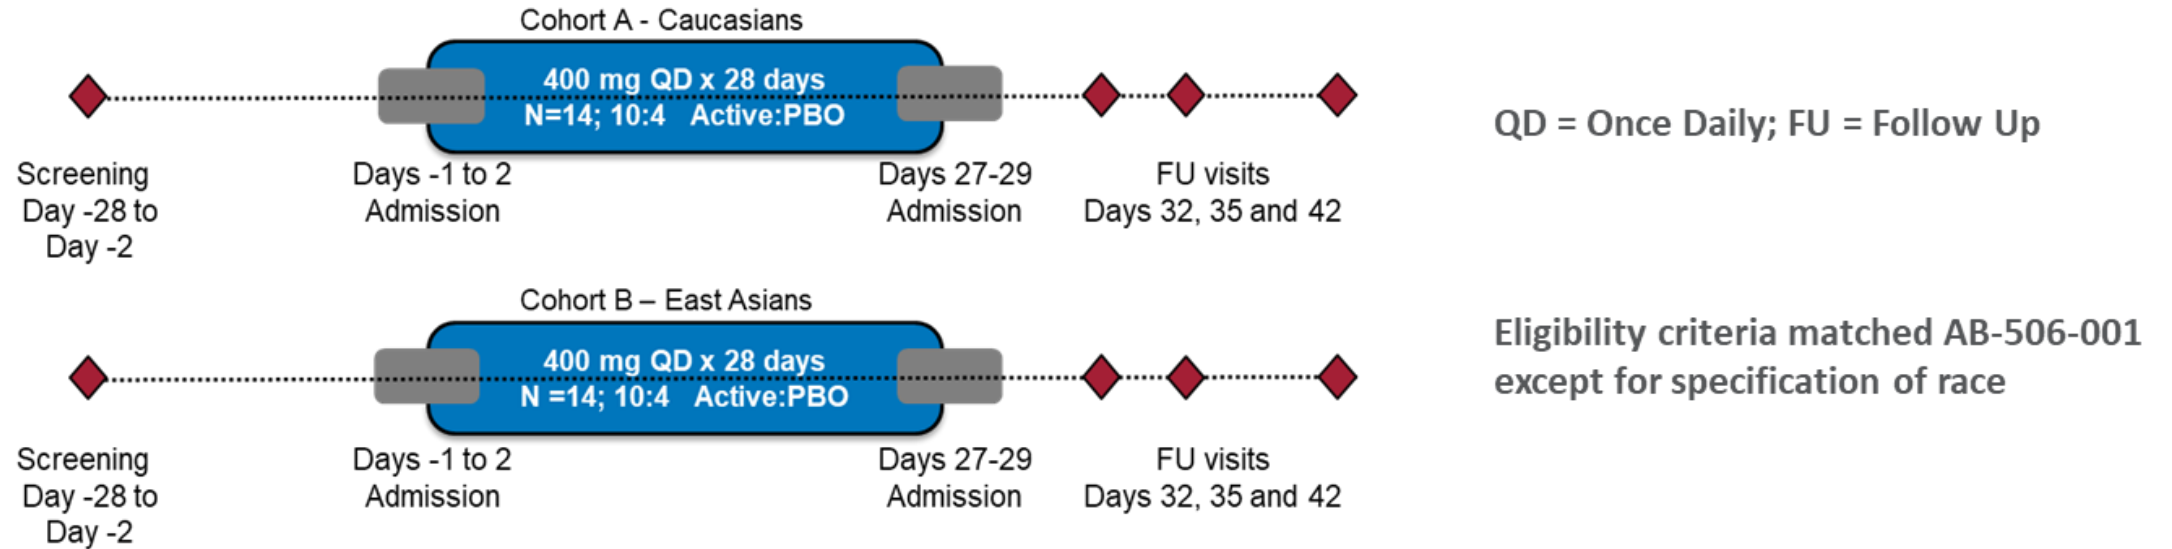 Cohort A - Caucasians
400 mg QD x 28 days
N=14; 10:4 Active:PBO
Screening
Day -28 to
Day -2
Days -1 to 2
Admission
Days 27-29
Admission
FU visits
Days 32, 35 and 42
QD = Once Daily; FU = Follow Up
Cohort B – East Asians
400 mg QD x 28 days
N =14; 10:4 Active:PBO
Screening
Day -28 to
Day -2
Days -1 to 2
Admission
Days 27-29
Admission
FU visits
Days 32, 35 and 42
Eligibility criteria matched AB-506-001
except for specification of race